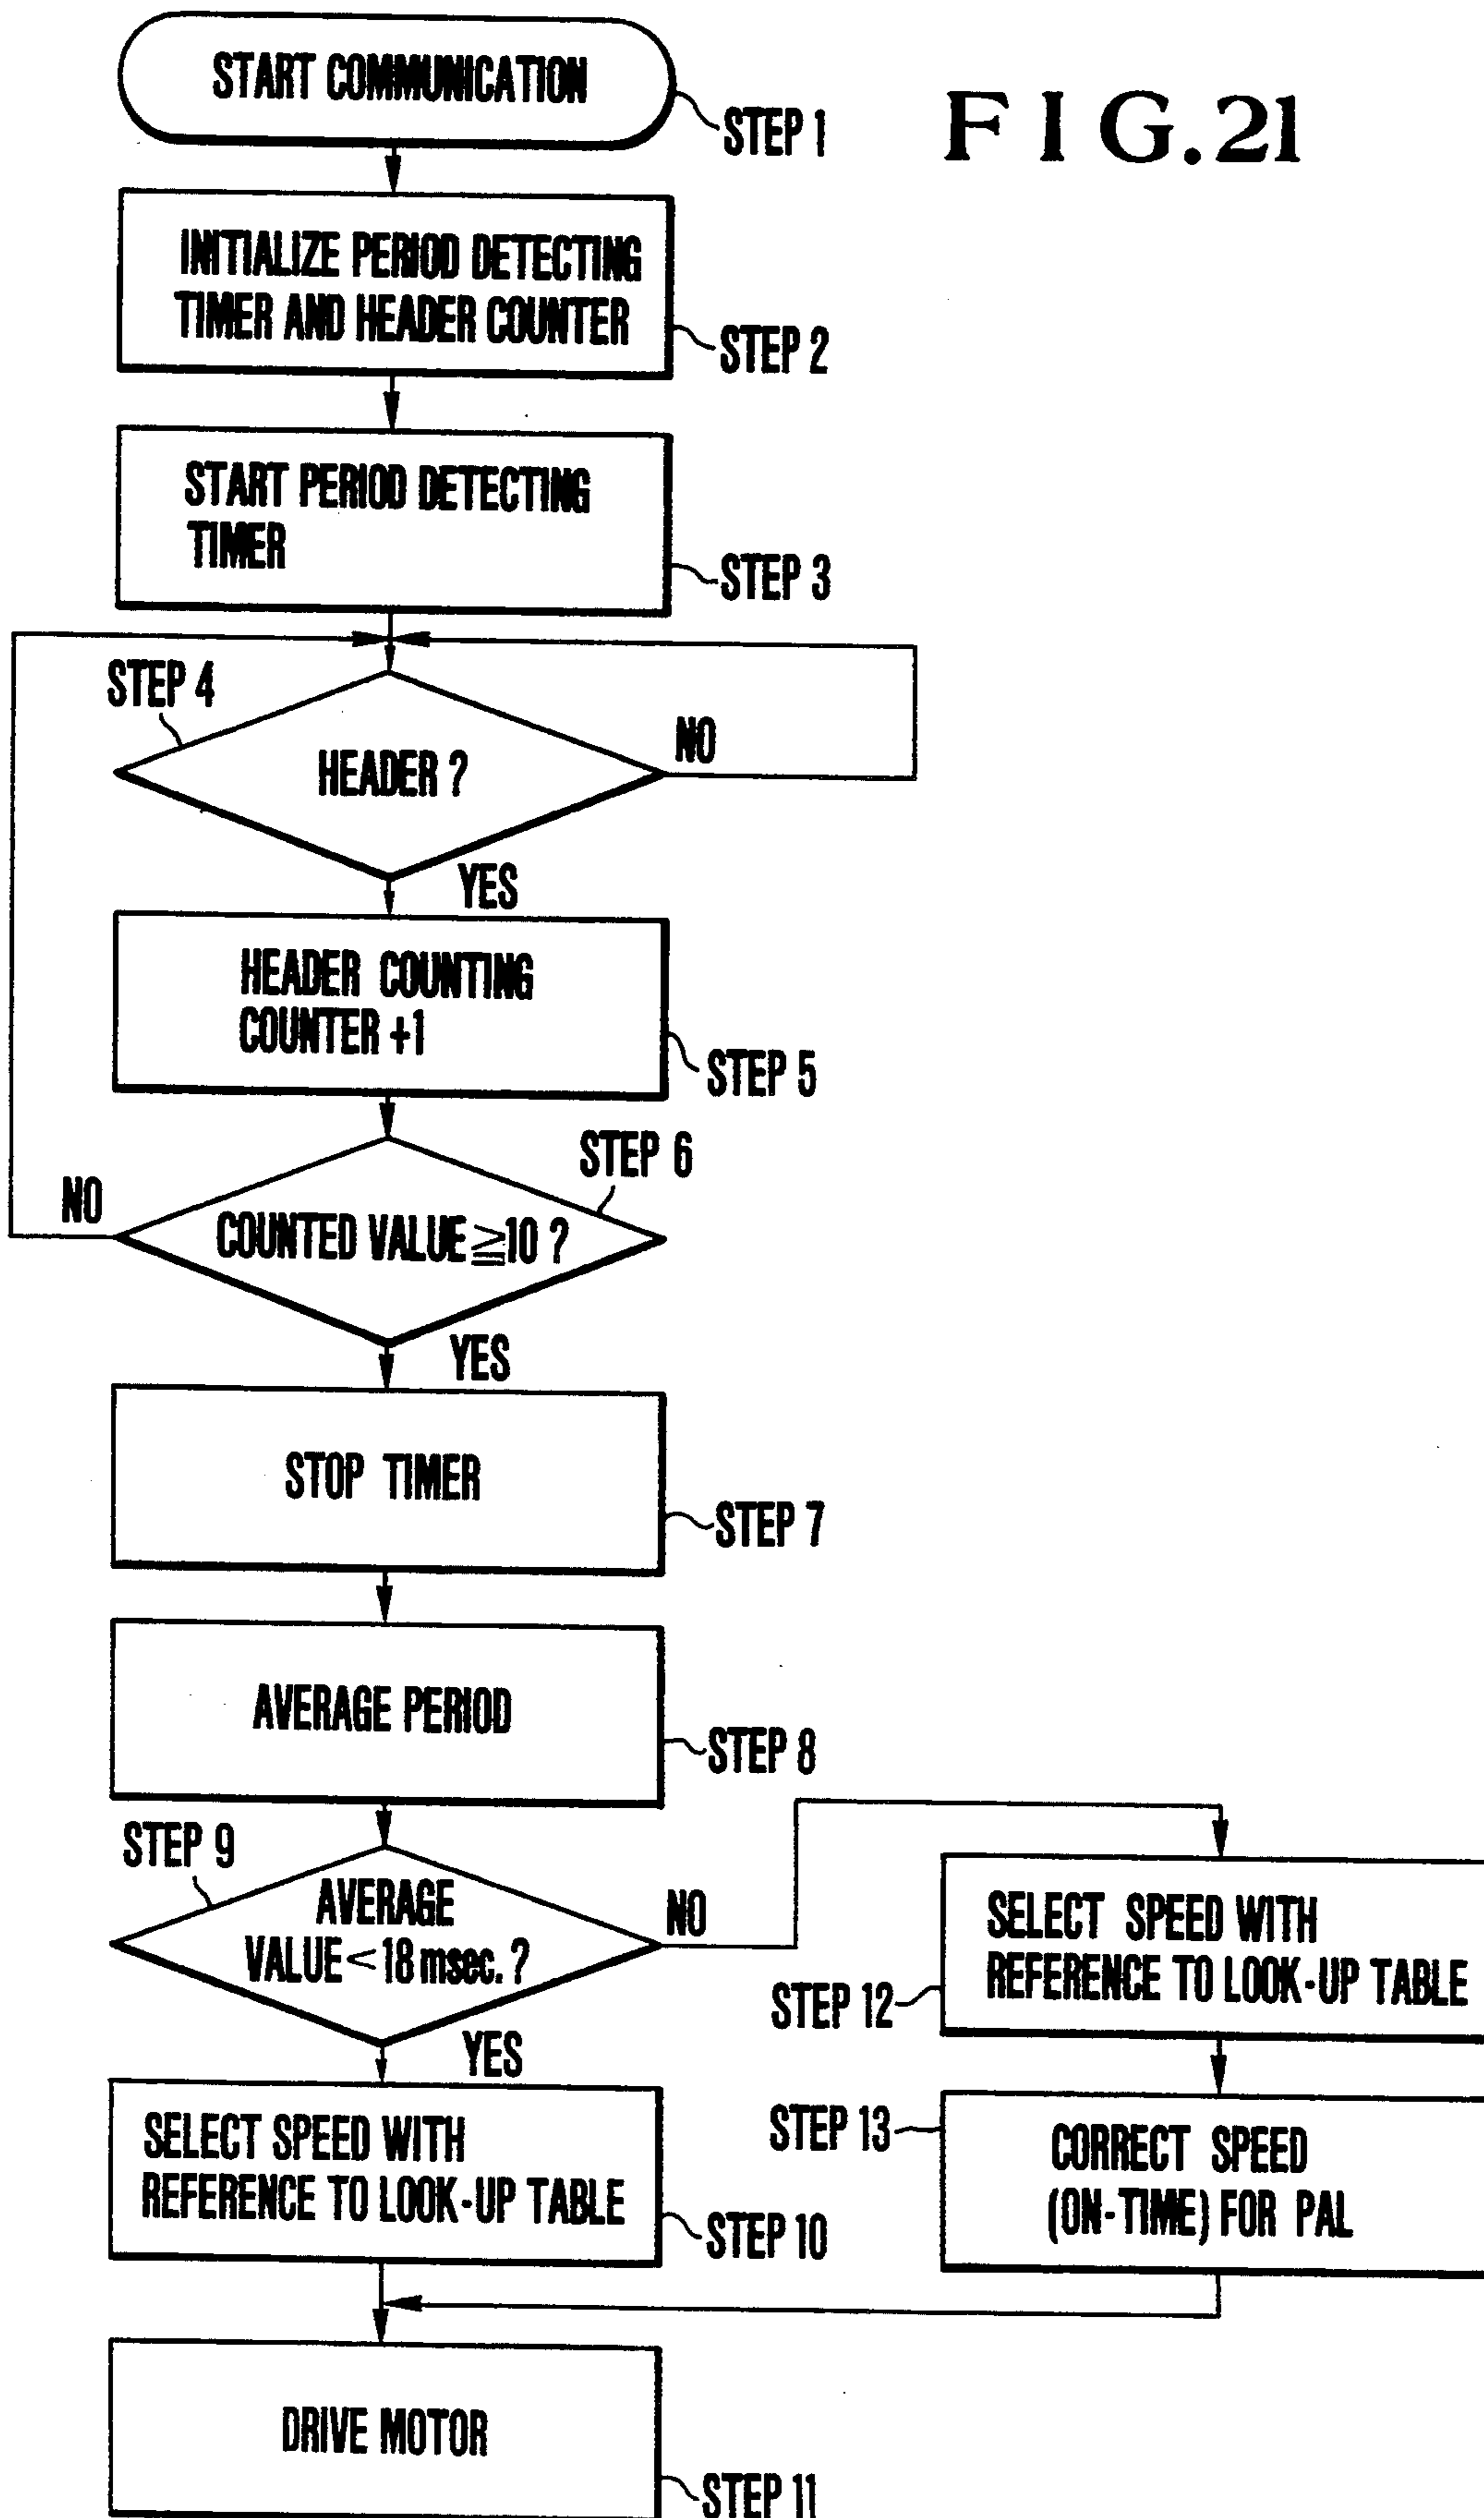 START COMMUNICATION
STEP 1
FIG.21
INITIALIZE PERIOD DETECTING
TIMER AND HEADER COUNTER
STEP 2
START PERIOD DETECTING
TIMER
STEP 3
STEP 4
HEADER ?
NO
YES
HEADER COUNTING
COUNTER +1
STEP 5
STEP 6
NO
COUNTED VALUE ≧10 ?
YES
STOP TIMER
STEP 7
AVERAGE PERIOD
STEP 8
STEP 9
AVERAGE
VALUE < 18 msec. ?
NO
YES
SELECT SPEED WITH
REFERENCE TO LOOK-UP TABLE
STEP 12
STEP 13
CORRECT SPEED
(ON-TIME) FOR PAL
SELECT SPEED WITH
REFERENCE TO LOOK-UP TABLE
STEP 10
DRIVE MOTOR
STEP 11